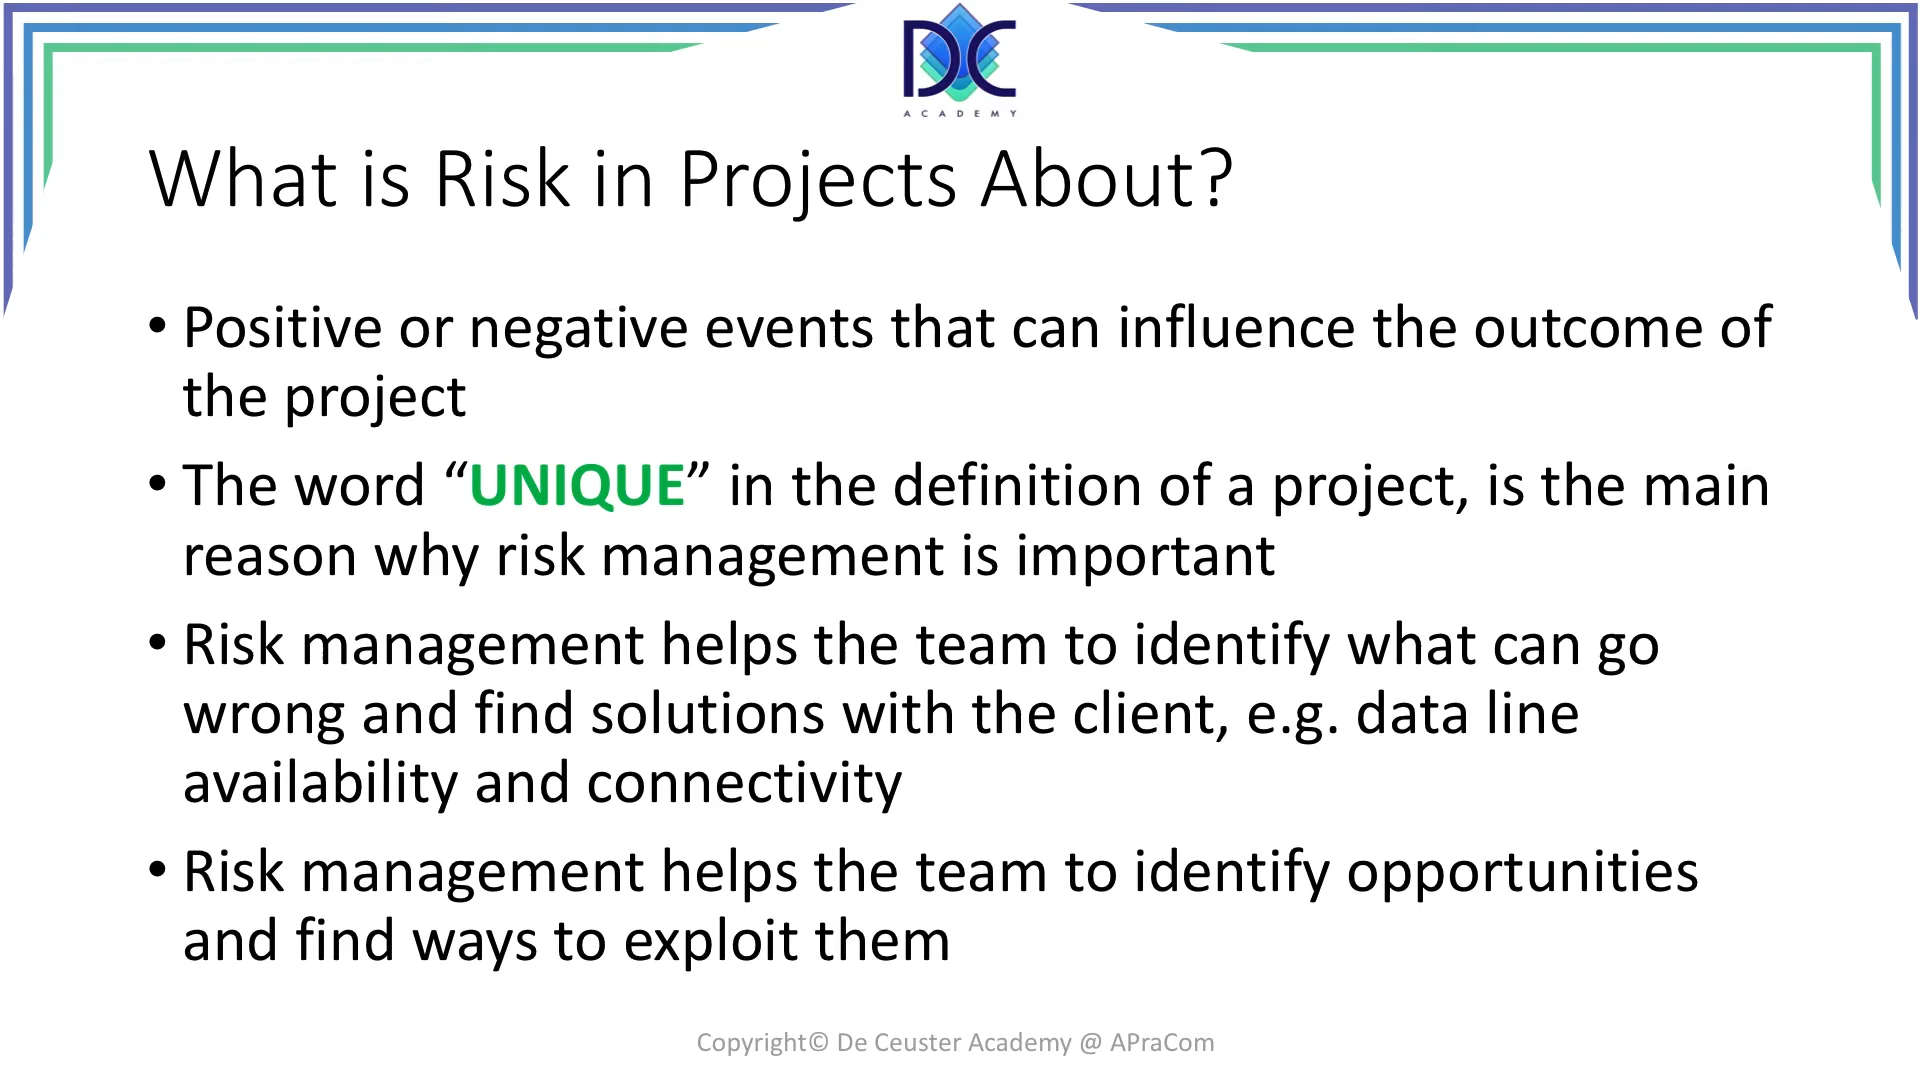 DC
ACADEMY
What is Risk in Projects About?
• Positive or negative events that can influence the outcome of
the project
• The word “UNIQUE” in the definition of a project, is the main
reason why risk management is important
• Risk management helps the team to identify what can go
wrong and find solutions with the client, e.g. data line
availability and connectivity
• Risk management helps the team to identify opportunities
and find ways to exploit them
Copyright© De Ceuster Academy @ APraCom